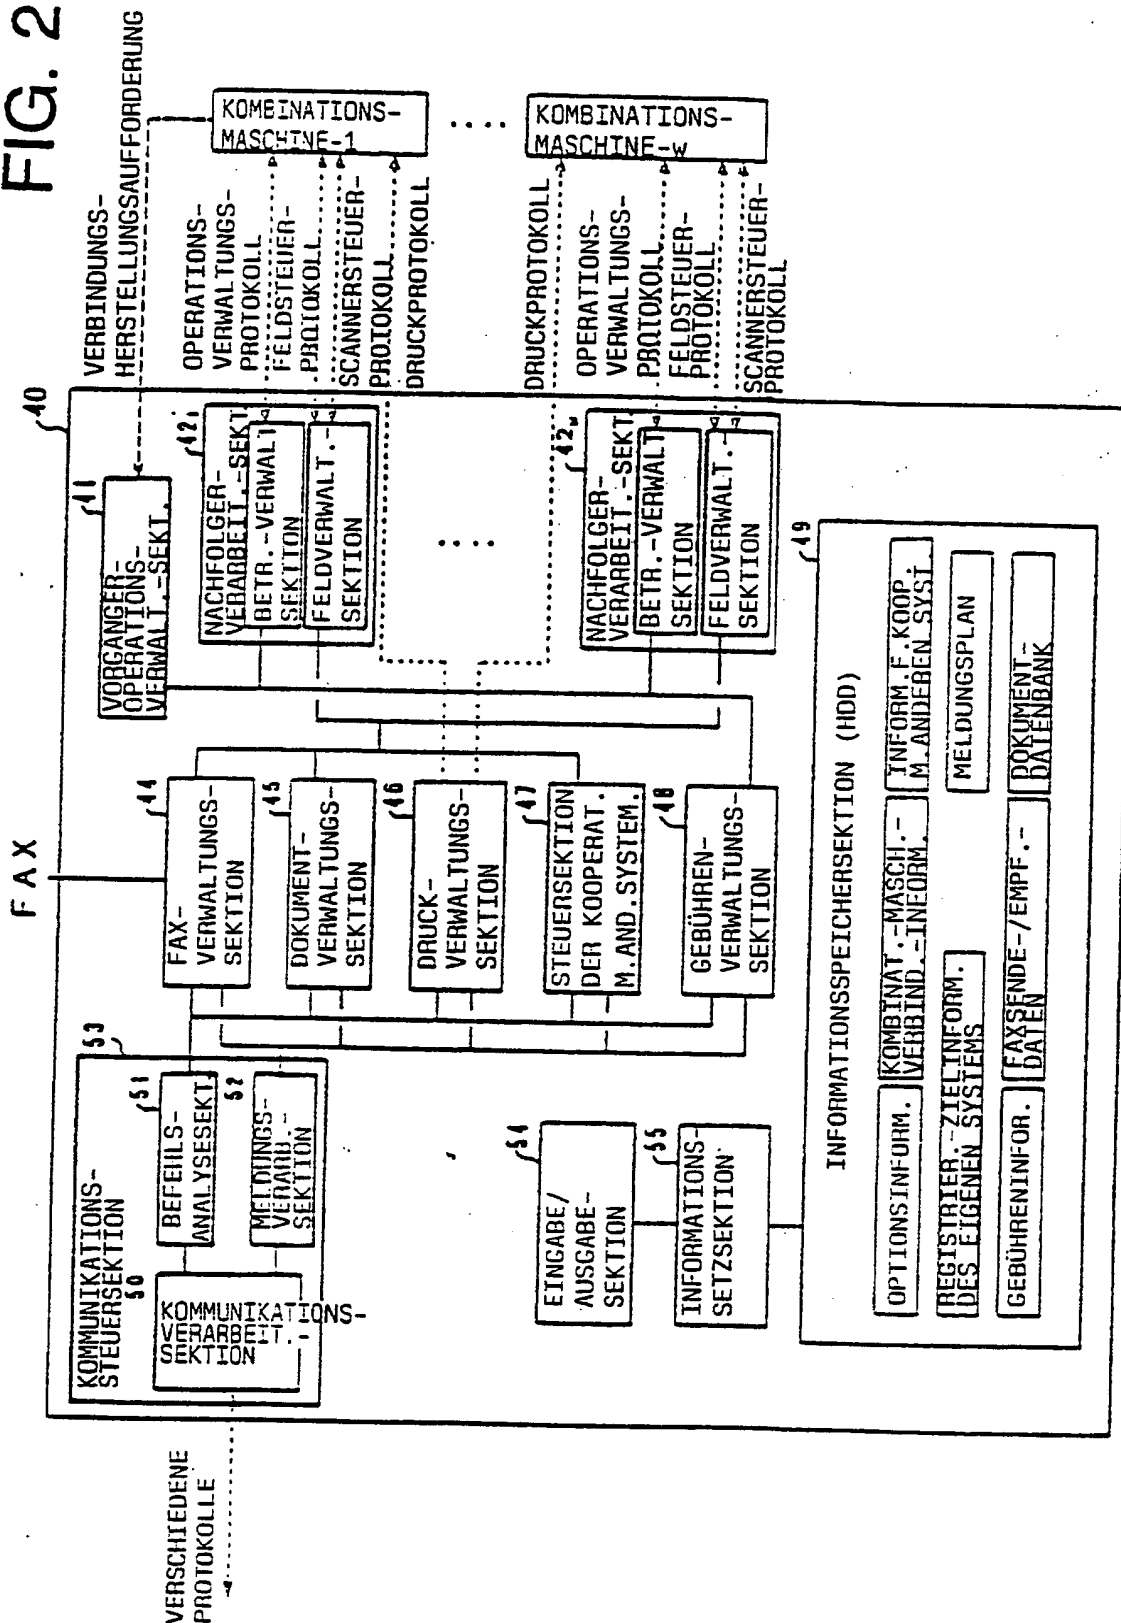 FIG. 2
VERBINDUNGS-
HERSTELLUNGSAUFFORDERUNG
KOMBINATIONS-
MASCHINE-1
....
KOMBINATIONS-
MASCHINE-w
OPERATIONS-
VERWALTUNGS-
PROTOKOLL
FELDSTEUER-
PROTOKOLL
SCANNERSTEUER-
PROTOKOLL
DRUCKPROTOKOLL
DRUCKPROTOKOLL
OPERATIONS-
VERWALTUNGS-
PROTOKOLL
FELDSTEUER-
PROTOKOLL
SCANNERSTEUER-
PROTOKOLL
40
41
VORGÄNGER-
OPERATIONS-
VERWALT.-SEKT.
42₁
NACHFOLGER-
VERARBEIT.-SEKT.
BETR.-VERWALT
SEKTION
FELDVERWALT.-
SEKTION
....
42w
NACHFOLGER-
VERARBEIT.-SEKT
BETR.-VERWALT
SEKTION
FELDVERWALT.-
SEKTION
FAX
44
FAX-
VERWALTUNGS-
SEKTION
45
DOKUMENT-
VERWALTUNGS-
SEKTION
46
DRUCK-
VERWALTUNGS-
SEKTION
47
STEUERSEKTION
DER KOOPERAT.
M.AND.SYSTEM.
48
GEBÜHREN-
VERWALTUNGS-
SEKTION
53
KOMMUNIKATIONS-
STEUERSEKTION
50
KOMMUNIKATIONS-
VERARBEIT.-
SEKTION
51
BEFEHLS-
ANALYSESEKT.
52
MELDUNGS-
VERARB.-
SEKTION
VERSCHIEDENE
PROTOKOLLE
54
EINGABE/
AUSGABE-
SEKTION
55
INFORMATIONS-
SETZSEKTION
49
INFORMATIONSSPEICHERSEKTION (HDD)
OPTIONSINFORM.
KOMBINAT.-MASCH.-
VERBIND.-INFORM.
INFORM.F.KOOP.
M.ANDEREN SYST
REGISTRIER.-ZIELINFORM.
DES EIGENEN SYSTEMS
MELDUNGSPLAN
GEBÜHRENINFOR.
FAXSENDE-/EMPF.-
DATEN
DOKUMENT-
DATENBANK